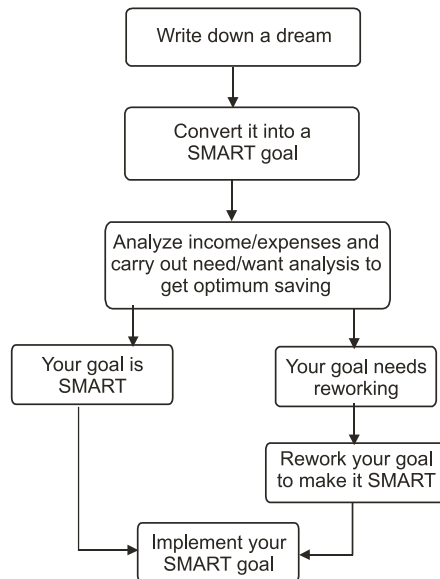 Write down a dream
Convert it into a
SMART goal
Analyze income/expenses and
carry out need/want analysis to
get optimum saving
Your goal is
SMART
Your goal needs
reworking
Rework your goal
to make it SMART
Implement your
SMART goal